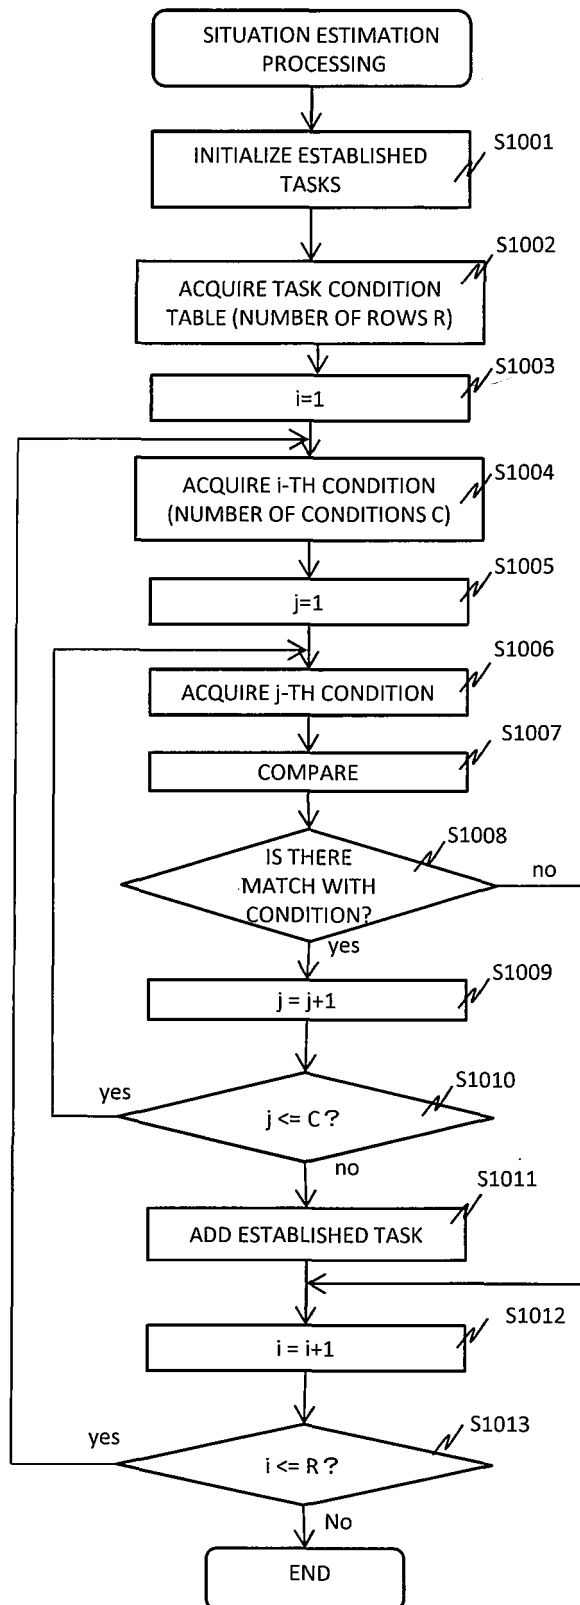 SITUATION ESTIMATION
PROCESSING
S1001
INITIALIZE ESTABLISHED
TASKS
S1002
ACQUIRE TASK CONDITION
TABLE (NUMBER OF ROWS R)
S1003
i=1
S1004
ACQUIRE i-TH CONDITION
(NUMBER OF CONDITIONS C)
S1005
j=1
S1006
ACQUIRE j-TH CONDITION
S1007
COMPARE
S1008
IS THERE
MATCH WITH
CONDITION?
no
yes
S1009
j = j+1
S1010
yes
j <= C?
no
S1011
ADD ESTABLISHED TASK
S1012
i = i+1
S1013
yes
i <= R?
No
END